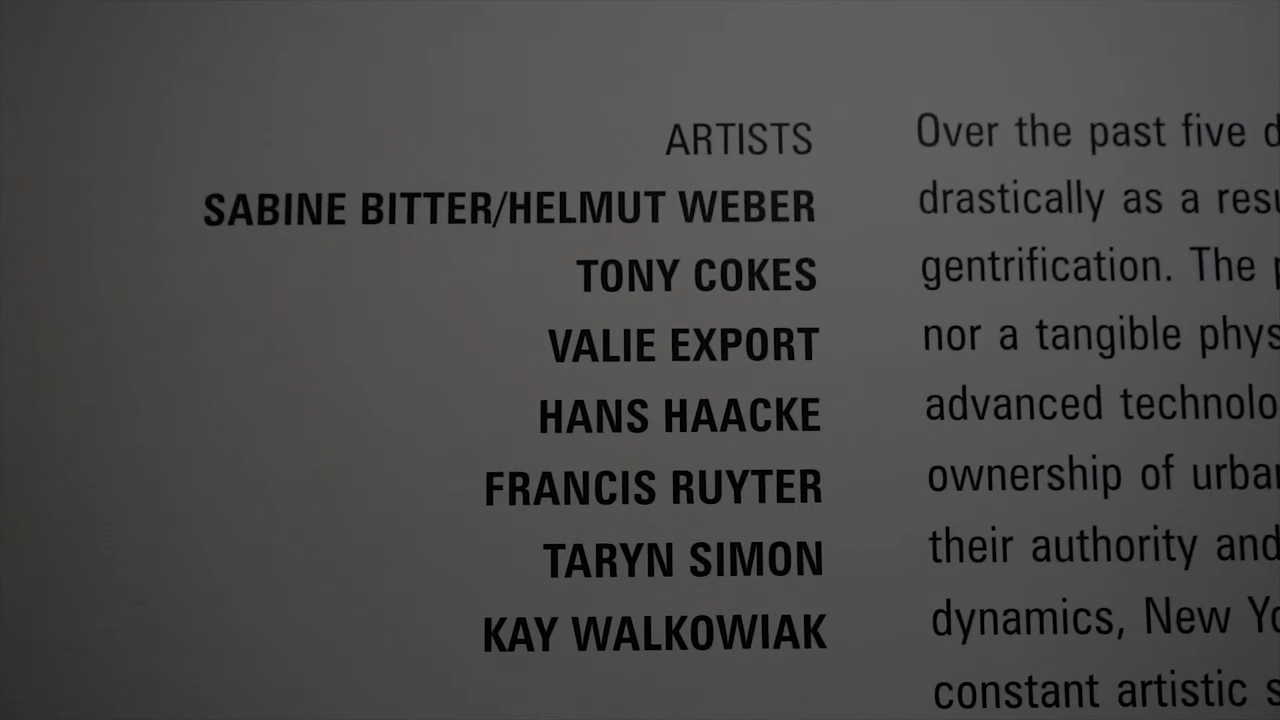 ARTISTS
SABINE BITTER/HELMUT WEBER
TONY COKES
VALIE EXPORT
HANS HAACKE
FRANCIS RUYTER
TARYN SIMON
KAY WALKOWIAK
Over the past five
drastically as a
gentrification. The
nor a tangible
advanced
ownership of
their authority and
dynamics, New
constant artistic